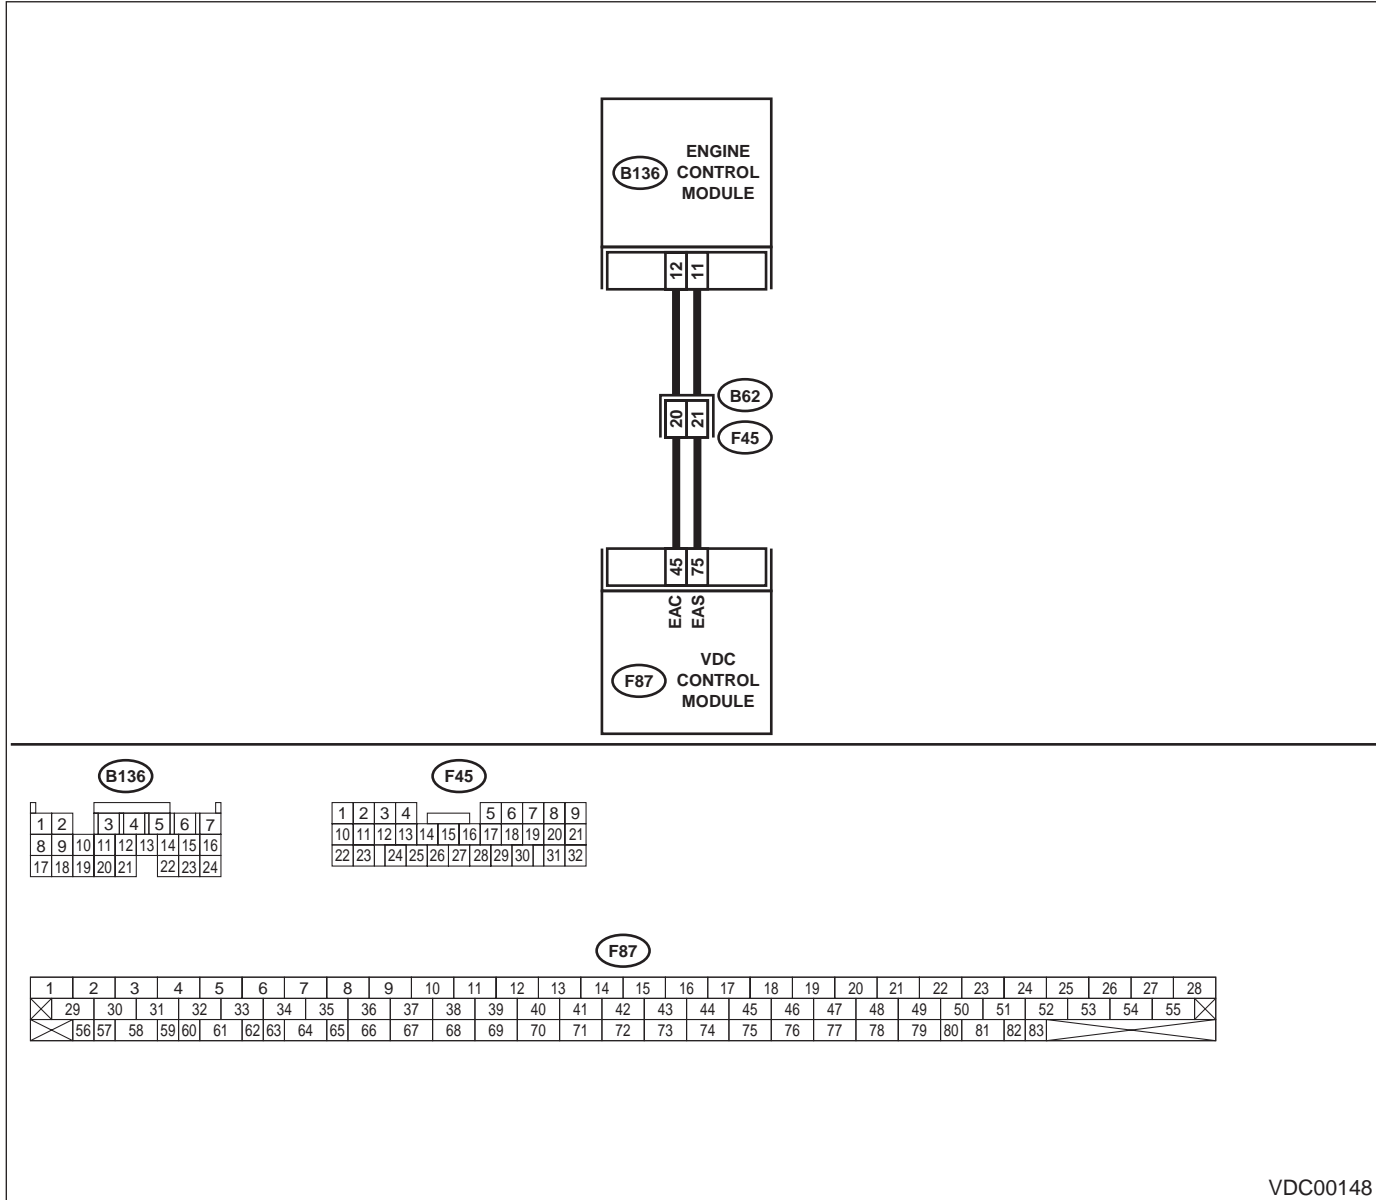 ENGINE
B136 CONTROL
MODULE
12 11
B62
20 21
F45
45 75
EAC EAS
VDC
F87 CONTROL
MODULE
B136
1 2 3 4 5 6 7
8 9 10 11 12 13 14 15 16
17 18 19 20 21 22 23 24
F45
1 2 3 4 5 6 7 8 9
10 11 12 13 14 15 16 17 18 19 20 21
22 23 24 25 26 27 28 29 30 31 32
F87
1 2 3 4 5 6 7 8 9 10 11 12 13 14 15 16 17 18 19 20 21 22 23 24 25 26 27 28
29 30 31 32 33 34 35 36 37 38 39 40 41 42 43 44 45 46 47 48 49 50 51 52 53 54 55
56 57 58 59 60 61 62 63 64 65 66 67 68 69 70 71 72 73 74 75 76 77 78 79 80 81 82 83
VDC00148